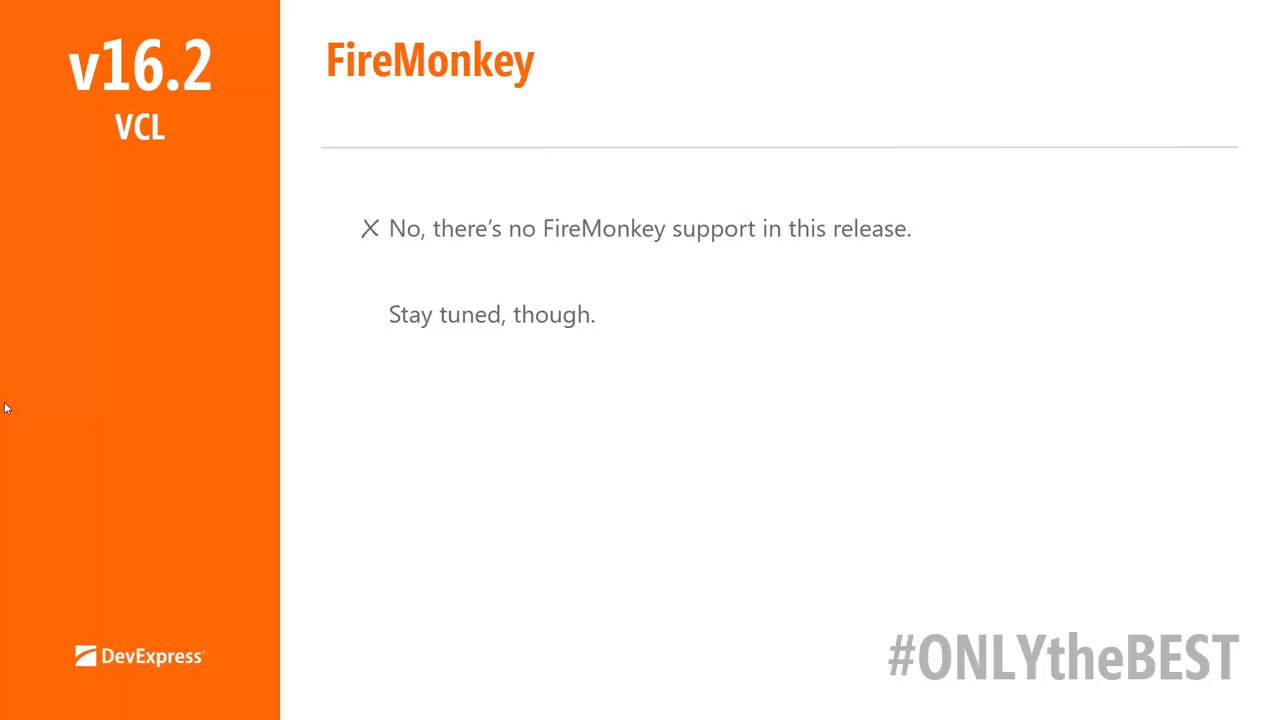 v16.2
VCL
FireMonkey
X No, there's no FireMonkey support in this release.
Stay tuned, though.
DevExpress
#ONLYtheBEST